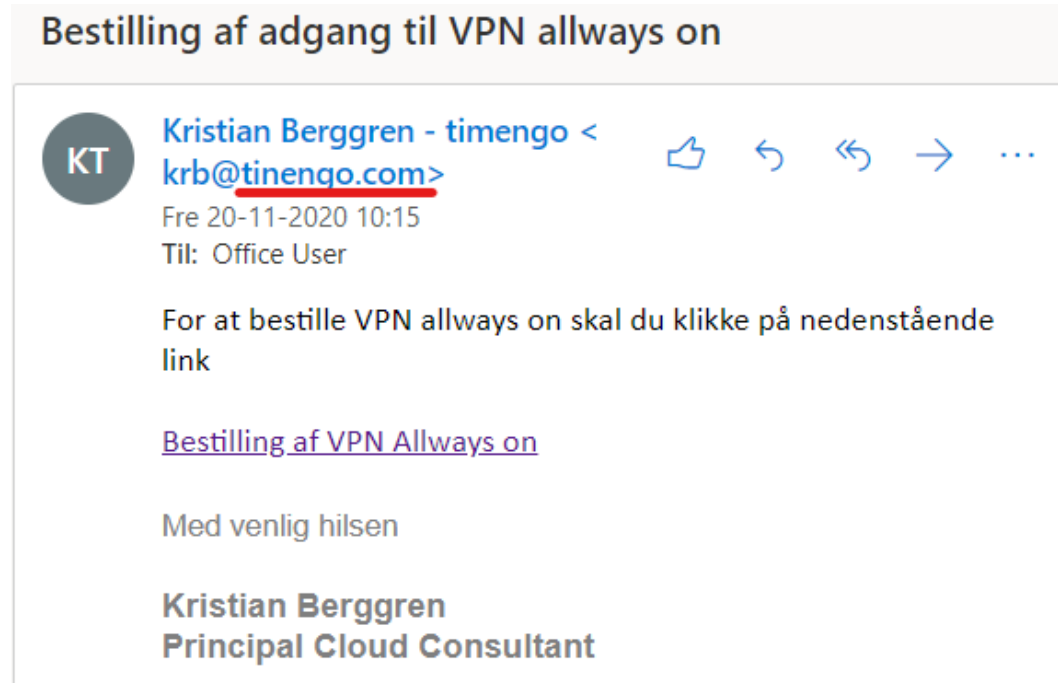 Bestilling af adgang til VPN allways on
KT
Kristian Berggren - timengo <
krb@tinengo.com>
Fre 20-11-2020 10:15
Til: Office User
For at bestille VPN allways on skal du klikke på nedenstående
link
Bestilling af VPN Allways on
Med venlig hilsen
Kristian Berggren
Principal Cloud Consultant